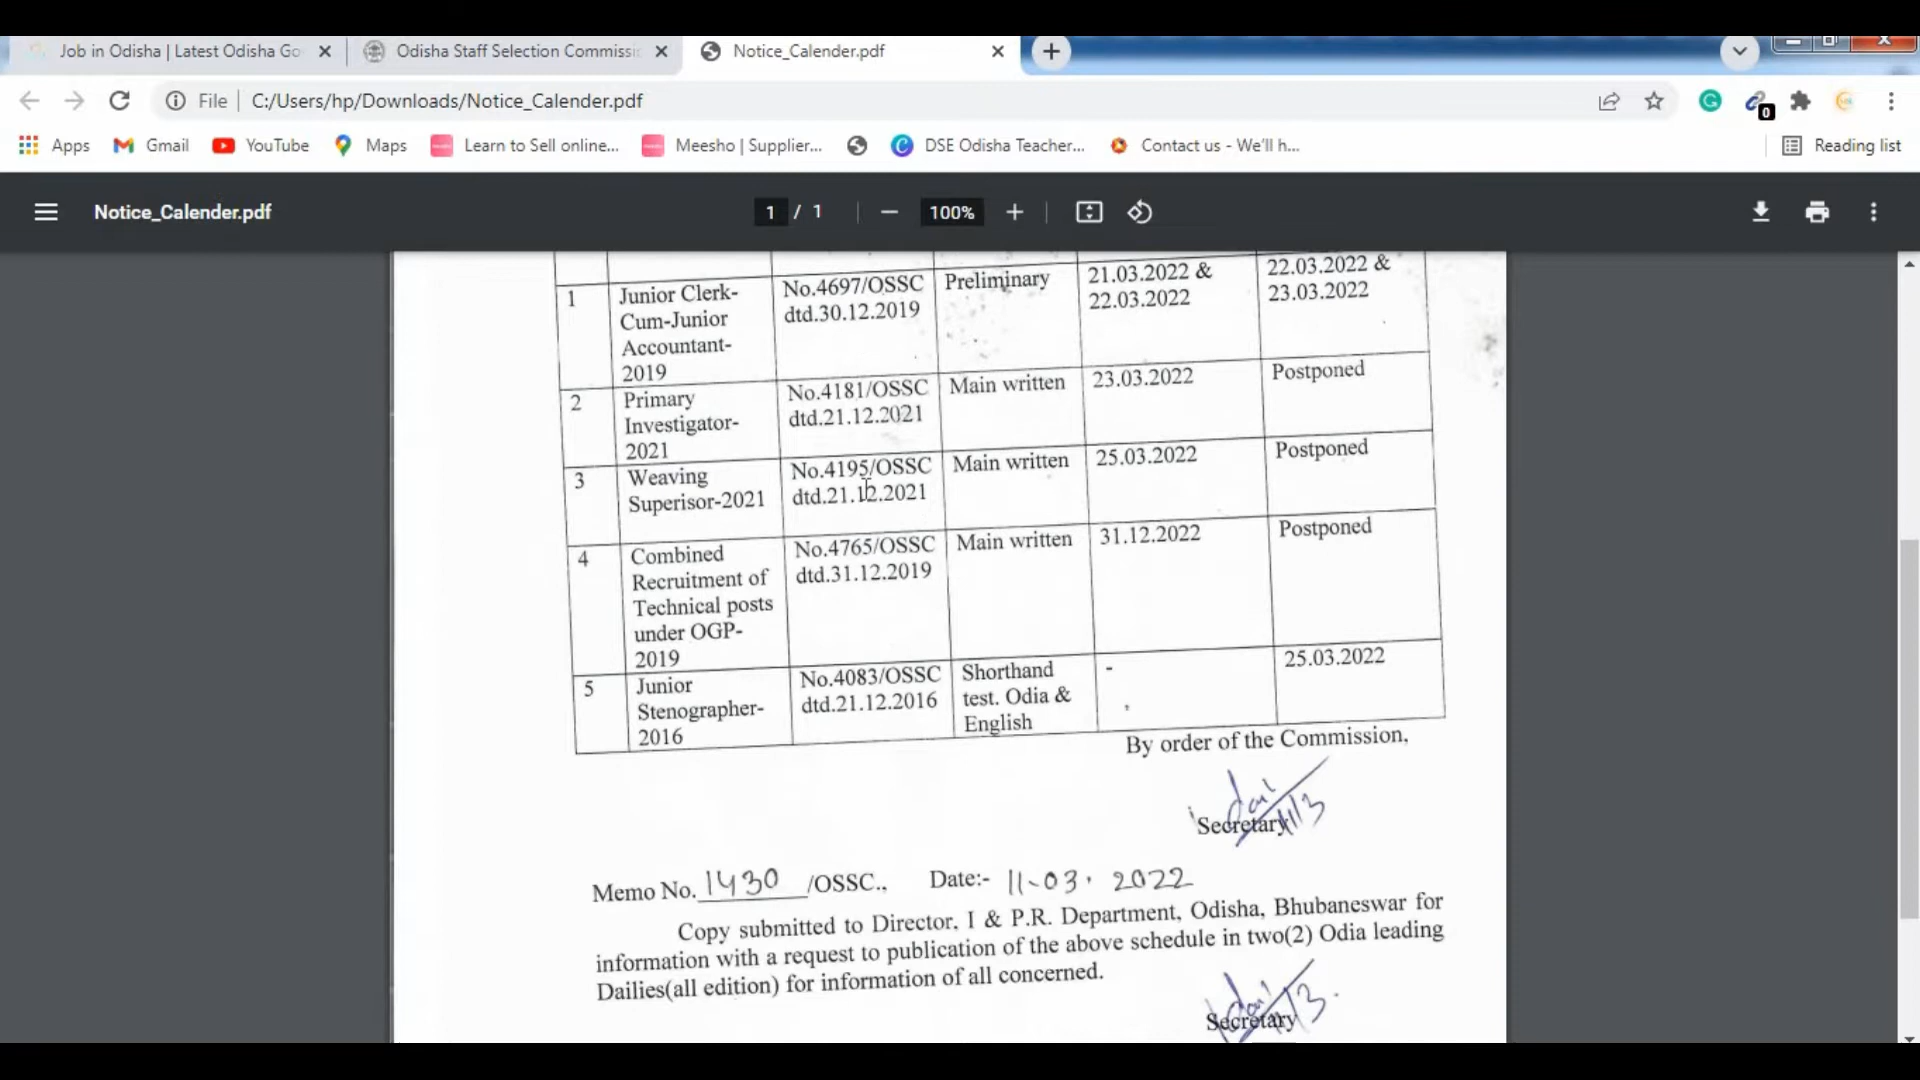 Job in Odisha | Latest Odisha Go
Odisha Staff Selection Commissi
Notice_Calender.pdf
File
C:/Users/hp/Downloads/Notice_Calender.pdf
0
Apps
Gmail
YouTube
Maps
Learn to Sell online...
Meesho | Supplier...
DSE Odisha Teacher...
Contact us - We'll h...
Reading list
Notice_Calender.pdf
1 / 1
100%
1
Junior Clerk-
Cum-Junior
Accountant-
2019
No.4697/OSSC
dtd.30.12.2019
Preliminary
21.03.2022 &
22.03.2022
22.03.2022 &
23.03.2022
2
Primary
Investigator-
2021
No.4181/OSSC
dtd.21.12.2021
Main written
23.03.2022
Postponed
3
Weaving
Superisor-2021
No.4195/OSSC
dtd.21.12.2021
Main written
25.03.2022
Postponed
4
Combined
Recruitment of
Technical posts
under OGP-
2019
No.4765/OSSC
dtd.31.12.2019
Main written
31.12.2022
Postponed
5
Junior
Stenographer-
2016
No.4083/OSSC
dtd.21.12.2016
Shorthand
test. Odia &
English
-
25.03.2022
By order of the Commission,
Secretary
Memo No. 1430 /OSSC., Date:- 11-03. 2022
Copy submitted to Director, I & P.R. Department, Odisha, Bhubaneswar for
information with a request to publication of the above schedule in two(2) Odia leading
Dailies(all edition) for information of all concerned.
Secretary